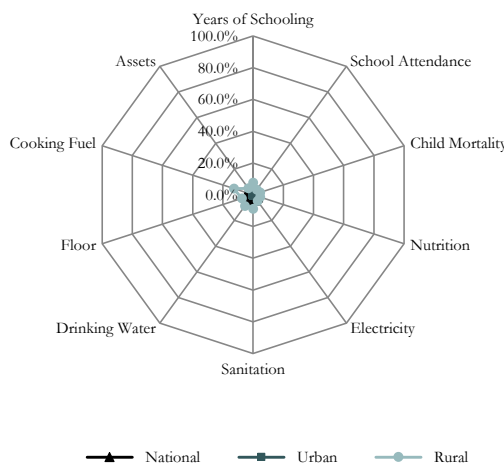 Years of Schooling
100.0%
Assets
School Attendance
80.0%
60.0%
Cooking Fuel
Child Mortality
40.0%
20.0%
0.0%
Floor
Nutrition
Drinking Water
Electricity
Sanitation
National
Urban
Rural